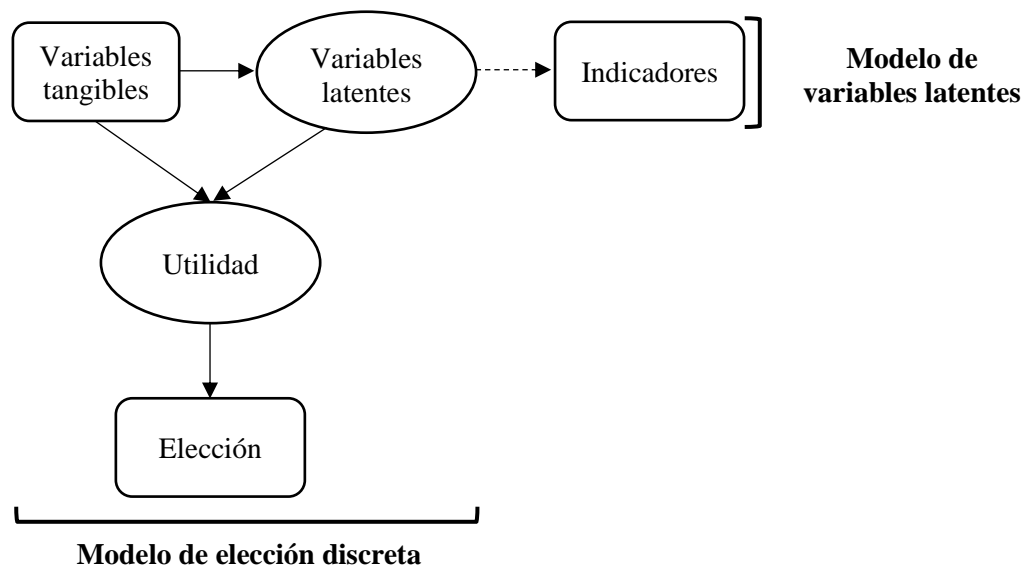 Variables
tangibles
Variables
latentes
Indicadores
Modelo de
variables latentes
Utilidad
Elección
Modelo de elección discreta